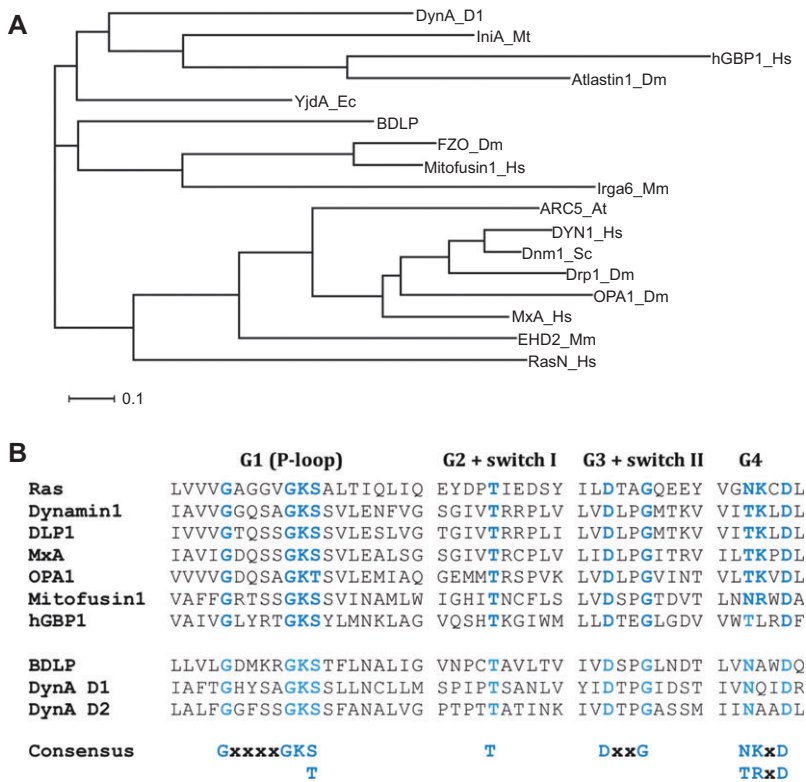 A
DynA_D1
IniA_Mt
hGBP1_Hs
Atlastin1_Dm
YjdA_Ec
BDLP
FZO_Dm
Mitofusin1_Hs
Irga6_Mm
ARC5_At
DYN1_Hs
Dnm1_Sc
Drp1_Dm
OPA1_Dm
MxA_Hs
EHD2_Mm
RasN_Hs
0.1
B
G1 (P-loop) G2 + switch I G3 + switch II G4
Ras LVVVGAGGVGKSALTIQLIQ EYDPTIEDSY ILDTAGQEEY VGNKCDL
Dynamin1 IAVVGGQSAGKSSVLENFVG SGIVTRRPLV LVDLPGMTKV VITKLDL
DLP1 IVVVGTQSSGKSSVLESLVG TGIVTRRPLI LVDLPGMTKV VITKLDL
MxA IAVIGDQSSGKSSVLEALSG SGIVTRCPLV LIDLPGITRV ILTKPDL
OPA1 VVVVGDQSAGKTSVLEMIAQ GEMMTRSPVK LVDLPGVINT VLTKVDL
Mitofusin1 VAFFGRTSSGKSSVINAMLW IGHITNCFLS LVDSPGTDVT LNNRWDA
hGBP1 VAIVGLYRTGKSYLMNKLAG VQSHTKGIWM LLDTEGLGDV VWTLRDF
BDLP LLVLGDMKRGKSTFLNALIG VNPCTAVLTV IVDSPGLNDT LVNAWDQ
DynA D1 IAFTGHYSAGKSSLLNCLLM SPIPTSANLV YIDTPGIDST IVNQIDR
DynA D2 LALFGGFSSGKSSFANALVG TPTTTATINK IVDTPGASSM IINAADL
Consensus GxxxxGKS T DxxG NKxD
T TRxD